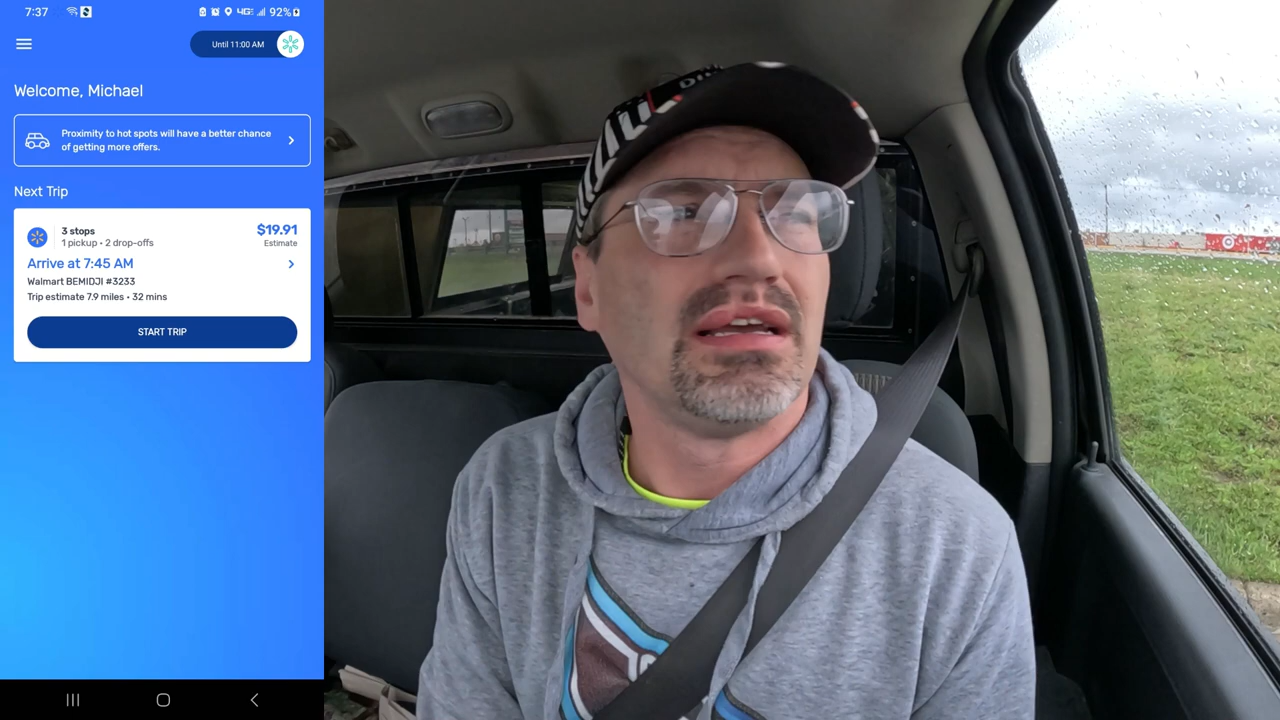 7:37
4GE
92%
Until 11:00 AM
Welcome, Michael
Proximity to hot spots will have a better chance
of getting more offers.
Next Trip
3 stops
$19.91
1 pickup • 2 drop-offs
Estimate
Arrive at 7:45 AM
Walmart BEMIDJI #3233
Trip estimate 7.9 miles • 32 mins
START TRIP